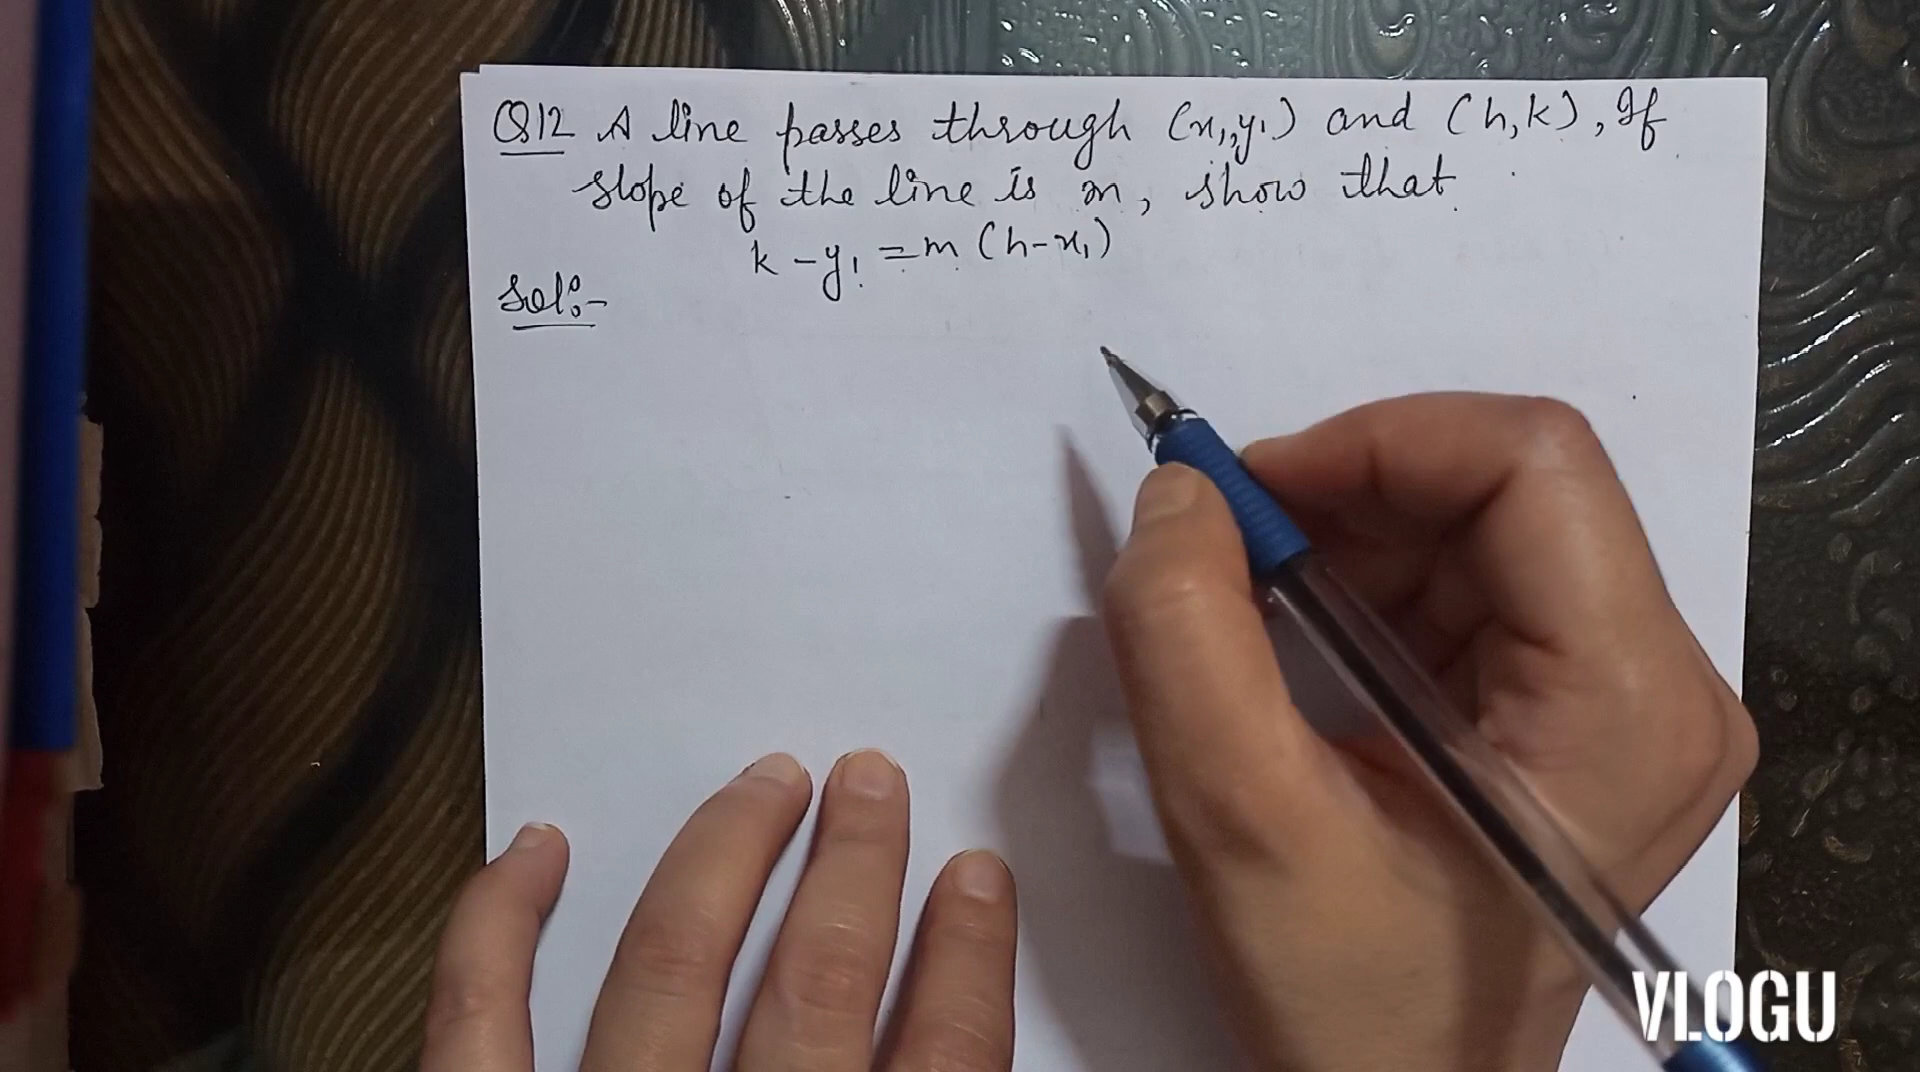 Q12 A line passes through (x₁,y₁) and (h,k), If
slope of the line is m, show that
k-y₁ = m(h-x₁)
Sol:-
VLOGU